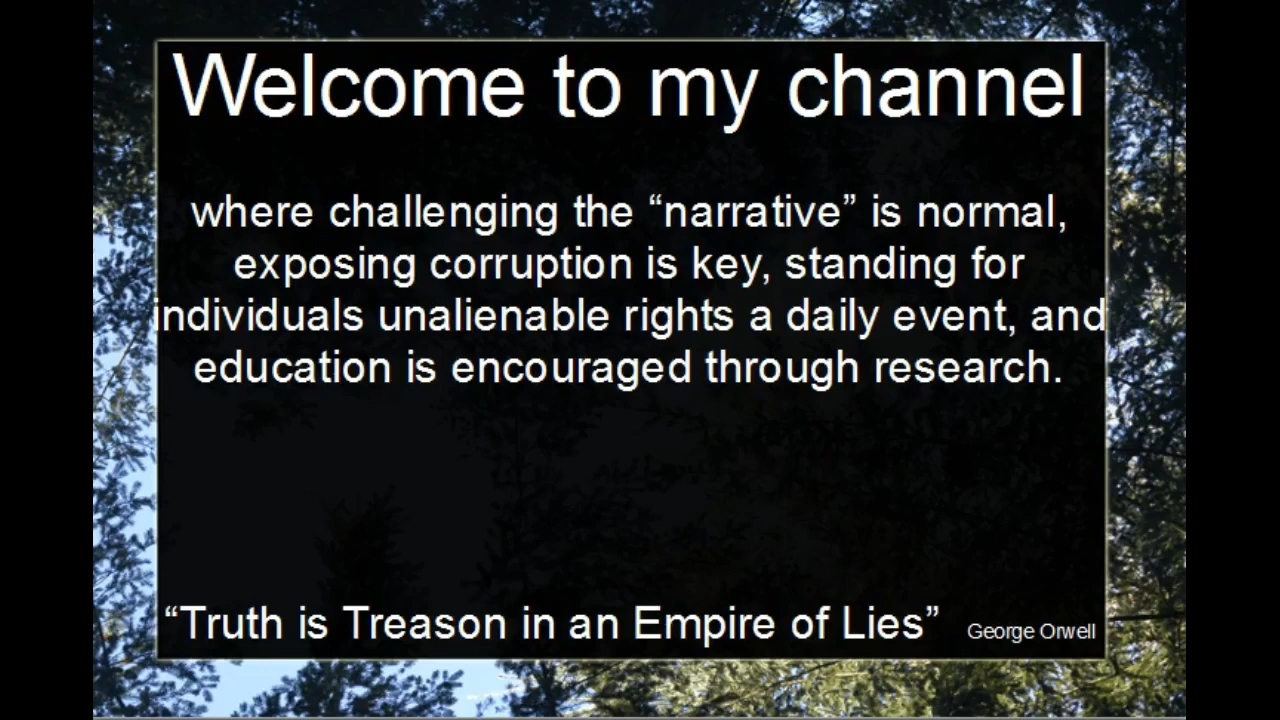 Welcome to my channel
where challenging the “narrative” is normal,
exposing corruption is key, standing for
individuals unalienable rights a daily event, and
education is encouraged through research.
“Truth is Treason in an Empire of Lies” George Orwell